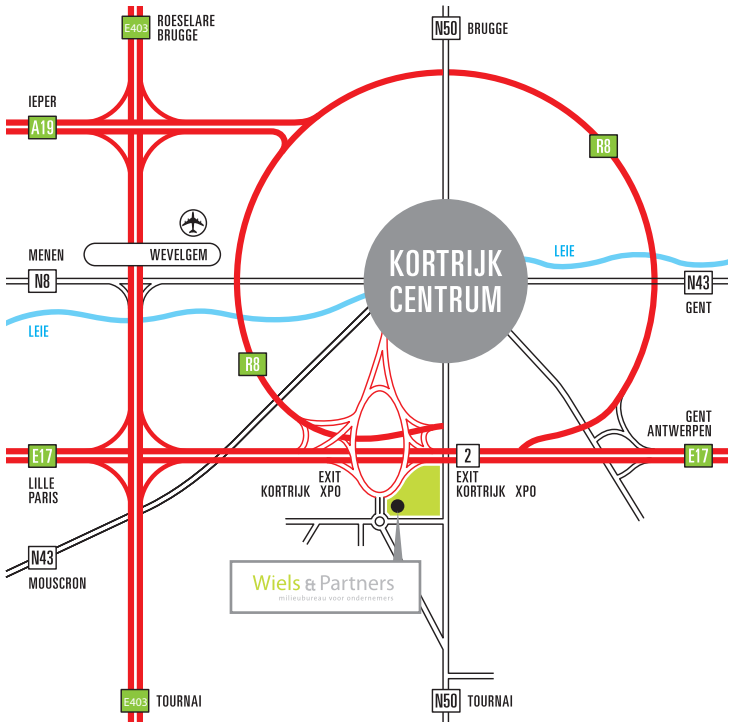 E403
ROESELARE
BRUGGE
N50
BRUGGE
IEPER
A19
R8
MENEN
WEVELGEM
N8
KORTRIJK
CENTRUM
LEIE
N43
GENT
LEIE
R8
GENT
ANTWERPEN
E17
LILLE
PARIS
2
E17
EXIT
KORTRIJK XPO
EXIT
KORTRIJK XPO
N43
MOUSCRON
Wiels & Partners
milieubureau voor ondernemers
E403
TOURNAI
N50
TOURNAI